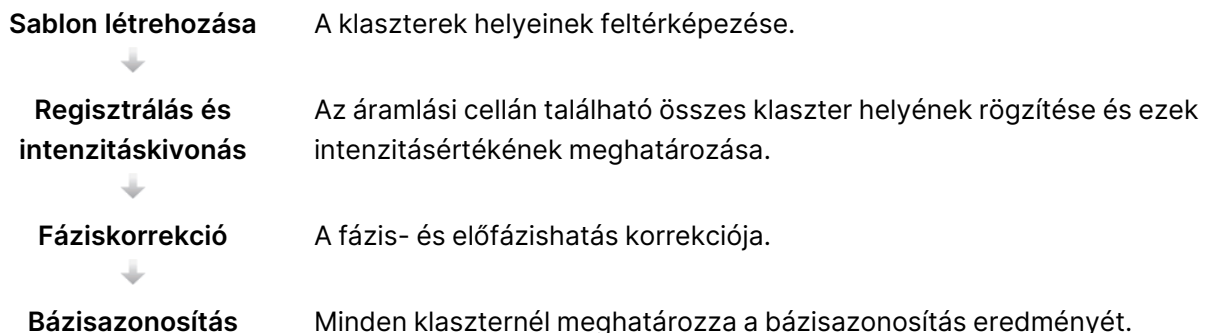 Sablon létrehozása A klaszterek helyeinek feltérképezése.
Regisztrálás és Az áramlási cellán található összes klaszter helyének rögzítése és ezek
intenzitáskivonás intenzitásértékének meghatározása.
Fáziskorrekció A fázis- és előfázishatás korrekciója.
Bázisazonosítás Minden klaszternél meghatározza a bázisazonosítás eredményét.